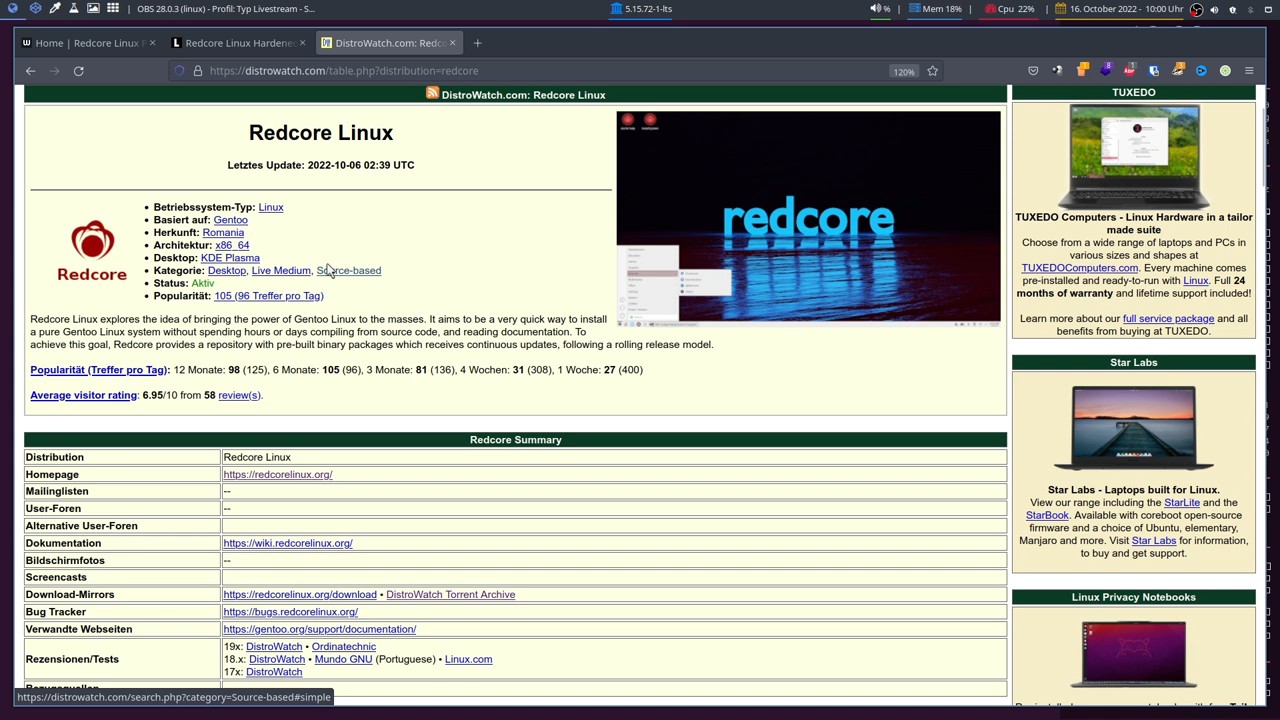 OBS 28.0.3 (linux) - Profil: Typ Livestream - S...
5.15.72-1-lts
%
Mem 18%
Cpu 22%
16. October 2022 - 10:00 Uhr
Home | Redcore Linux P
Redcore Linux Hardene
DistroWatch.com: Redco
https://distrowatch.com/table.php?distribution=redcore
120%
DistroWatch.com: Redcore Linux
Redcore Linux
Letztes Update: 2022-10-06 02:39 UTC
Redcore
Betriebssystem-Typ: Linux
Basiert auf: Gentoo
Herkunft: Romania
Architektur: x86_64
Desktop: KDE Plasma
Kategorie: Desktop, Live Medium, Source-based
Status: Aktiv
Popularität: 105 (96 Treffer pro Tag)
redcore
Redcore Linux explores the idea of bringing the power of Gentoo Linux to the masses. It aims to be a very quick way to install
a pure Gentoo Linux system without spending hours or days compiling from source code, and reading documentation. To
achieve this goal, Redcore provides a repository with pre-built binary packages which receives continuous updates, following a rolling release model.
Popularität (Treffer pro Tag): 12 Monate: 98 (125), 6 Monate: 105 (96), 3 Monate: 81 (136), 4 Wochen: 31 (308), 1 Woche: 27 (400)
Average visitor rating: 6.95/10 from 58 review(s).
Redcore Summary
Distribution Redcore Linux
Homepage https://redcorelinux.org/
Mailinglisten --
User-Foren --
Alternative User-Foren
Dokumentation https://wiki.redcorelinux.org/
Bildschirmfotos --
Screencasts
Download-Mirrors https://redcorelinux.org/download • DistroWatch Torrent Archive
Bug Tracker https://bugs.redcorelinux.org/
Verwandte Webseiten https://gentoo.org/support/documentation/
Rezensionen/Tests
19x: DistroWatch • Ordinatechnic
18.x: DistroWatch • Mundo GNU (Portuguese) • Linux.com
17x: DistroWatch
https://distrowatch.com/search.php?category=Source-based#simple
TUXEDO
TUXEDO Computers - Linux Hardware in a tailor
made suite
Choose from a wide range of laptops and PCs in
various sizes and shapes at
TUXEDOComputers.com. Every machine comes
pre-installed and ready-to-run with Linux. Full 24
months of warranty and lifetime support included!
Learn more about our full service package and all
benefits from buying at TUXEDO.
Star Labs
Star Labs - Laptops built for Linux.
View our range including the StarLite and the
StarBook. Available with coreboot open-source
firmware and a choice of Ubuntu, elementary,
Manjaro and more. Visit Star Labs for information,
to buy and get support.
Linux Privacy Notebooks